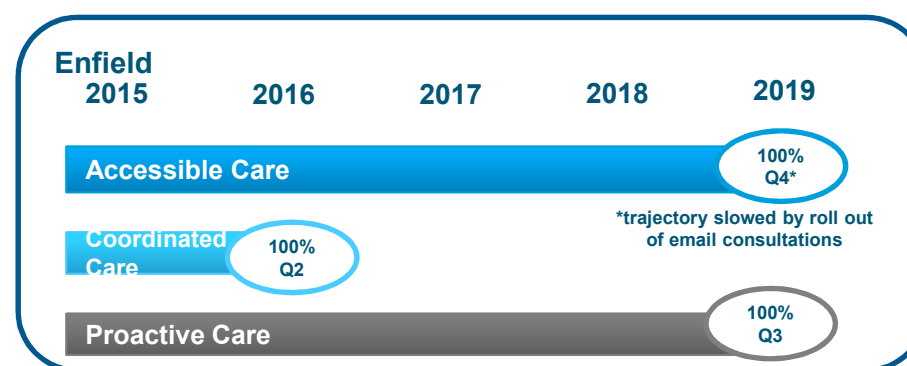 Enfield
2015 2016 2017 2018 2019
Accessible Care
100%
Q4*
*trajectory slowed by roll out
of email consultations
Coordinated
Care
100%
Q2
Proactive Care
100%
Q3